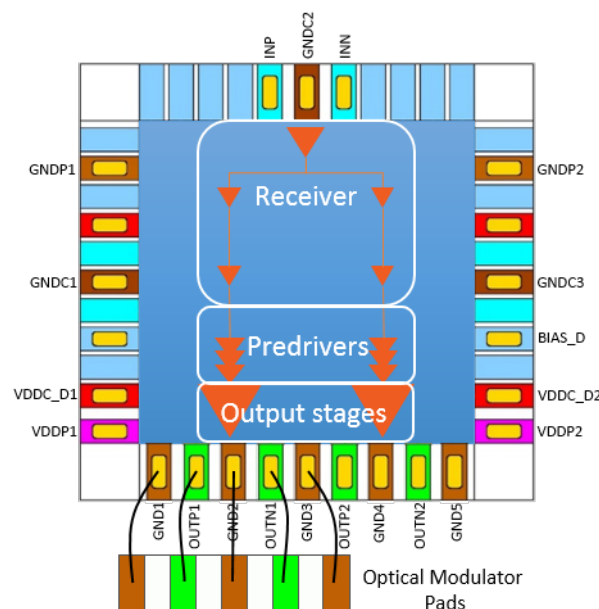 INP
GNDC2
INN
GNDP1
GNDP2
Receiver
GNDC1
GNDC3
BIAS_D
Predrivers
VDDC_D1
VDDC_D2
Output stages
VDDP1
VDDP2
GND1
OUTP1
GND2
OUTN1
GND3
OUTP2
GND4
OUTN2
GND5
Optical Modulator
Pads